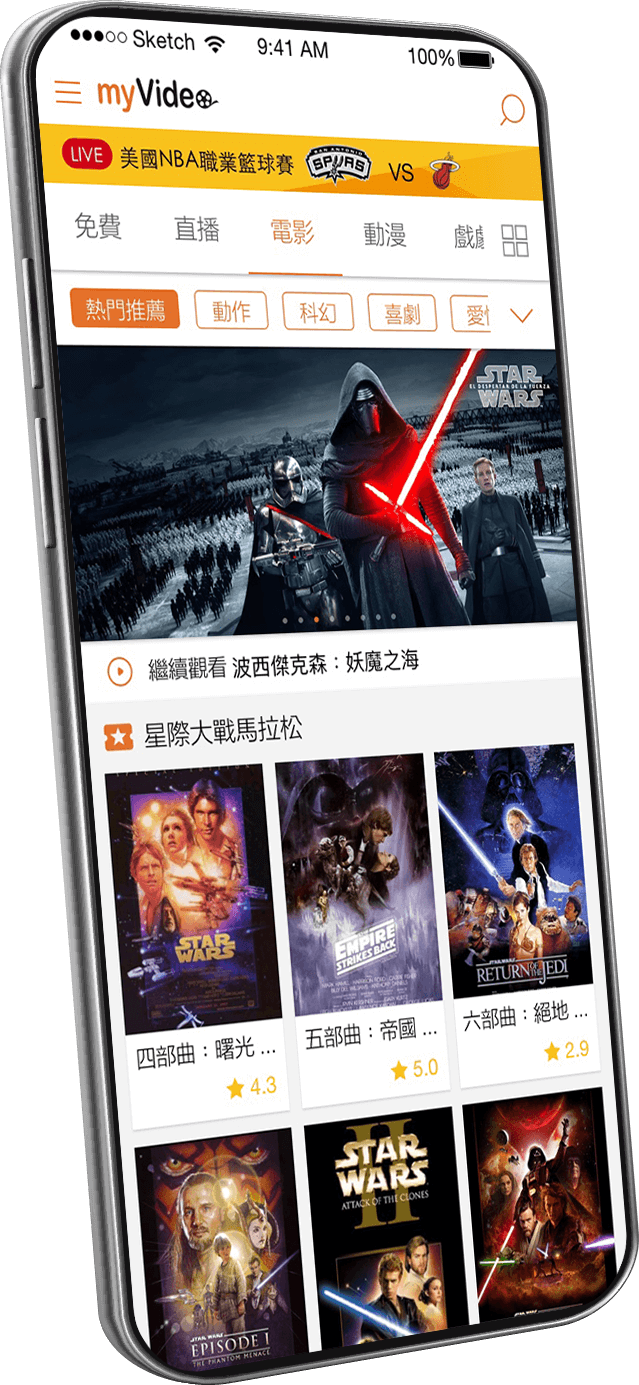 Sketch 9:41 AM 100%
myVideo
LIVE 美國NBA職業籃球賽 SAN ANTONIO SPURS VS
免費 直播 電影 動漫 戲劇
熱門推薦 動作 科幻 喜劇 愛
STAR
EL DESPERTAR DE LA FUERZA
WARS
繼續觀看 波西傑克森：妖魔之海
星際大戰馬拉松
STAR
WARS
EMPIRE
STRIKES BACK
STAR WARS
RETURN OF THE JEDI
四部曲：曙光 ...
4.3
五部曲：帝國 ...
5.0
六部曲：絕地 ...
2.9
STAR WARS
EPISODE I
THE PHANTOM MENACE
STAR
WARS
II
ATTACK OF THE CLONES